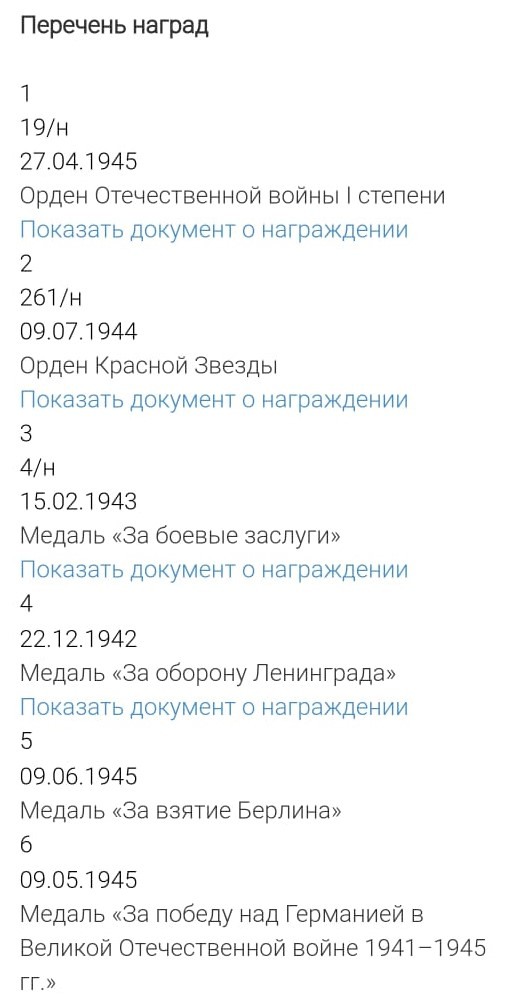 Перечень наград
1
19/н
27.04.1945
Орден Отечественной войны I степени
Показать документ о награждении
2
261/н
09.07.1944
Орден Красной Звезды
Показать документ о награждении
3
4/н
15.02.1943
Медаль «За боевые заслуги»
Показать документ о награждении
4
22.12.1942
Медаль «За оборону Ленинграда»
Показать документ о награждении
5
09.06.1945
Медаль «За взятие Берлина»
6
09.05.1945
Медаль «За победу над Германией в
Великой Отечественной войне 1941–1945
гг.»